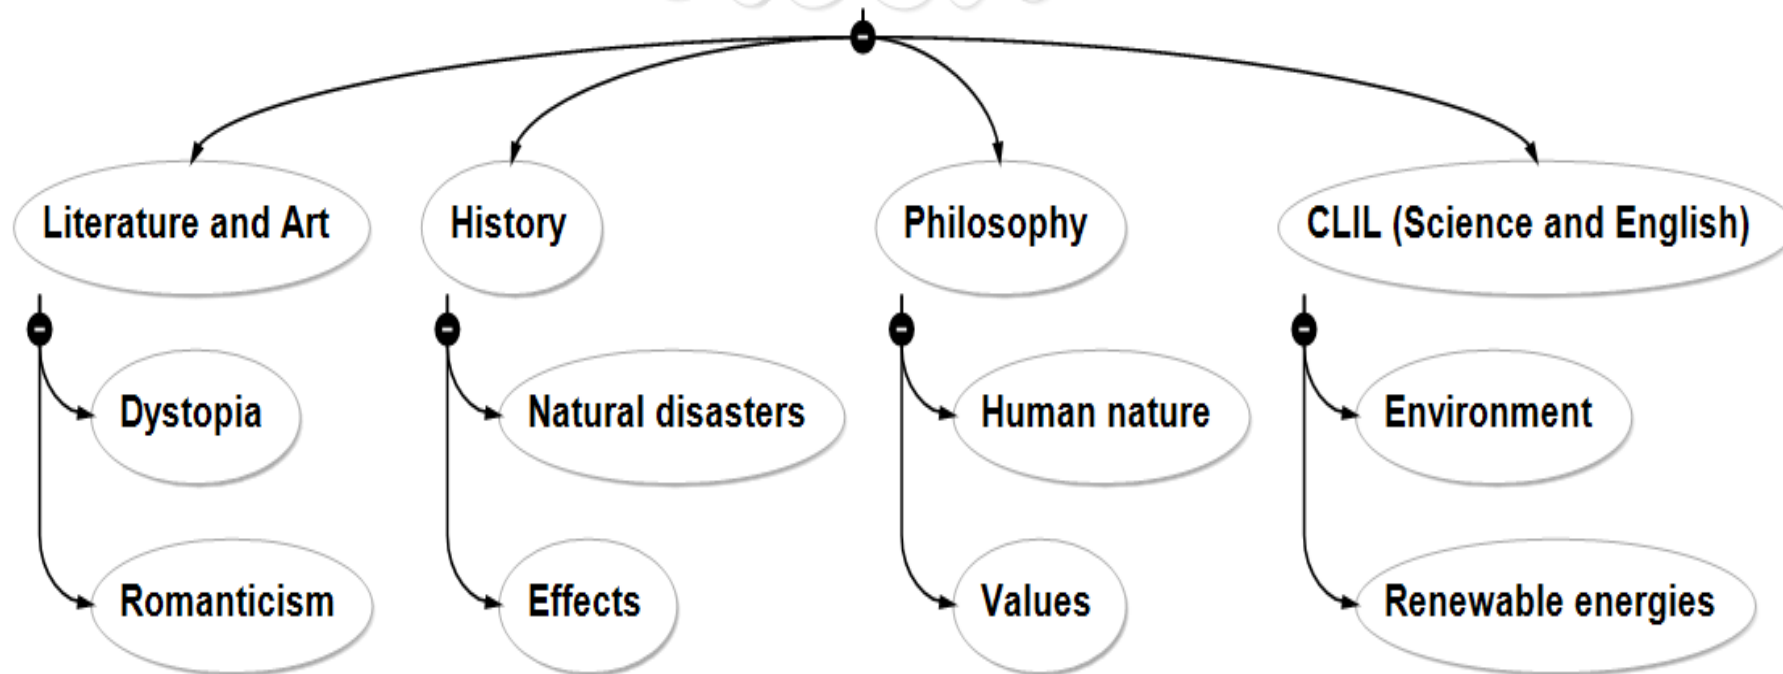 Literature and Art
History
Philosophy
CLIL (Science and English)
Dystopia
Natural disasters
Human nature
Environment
Romanticism
Effects
Values
Renewable energies